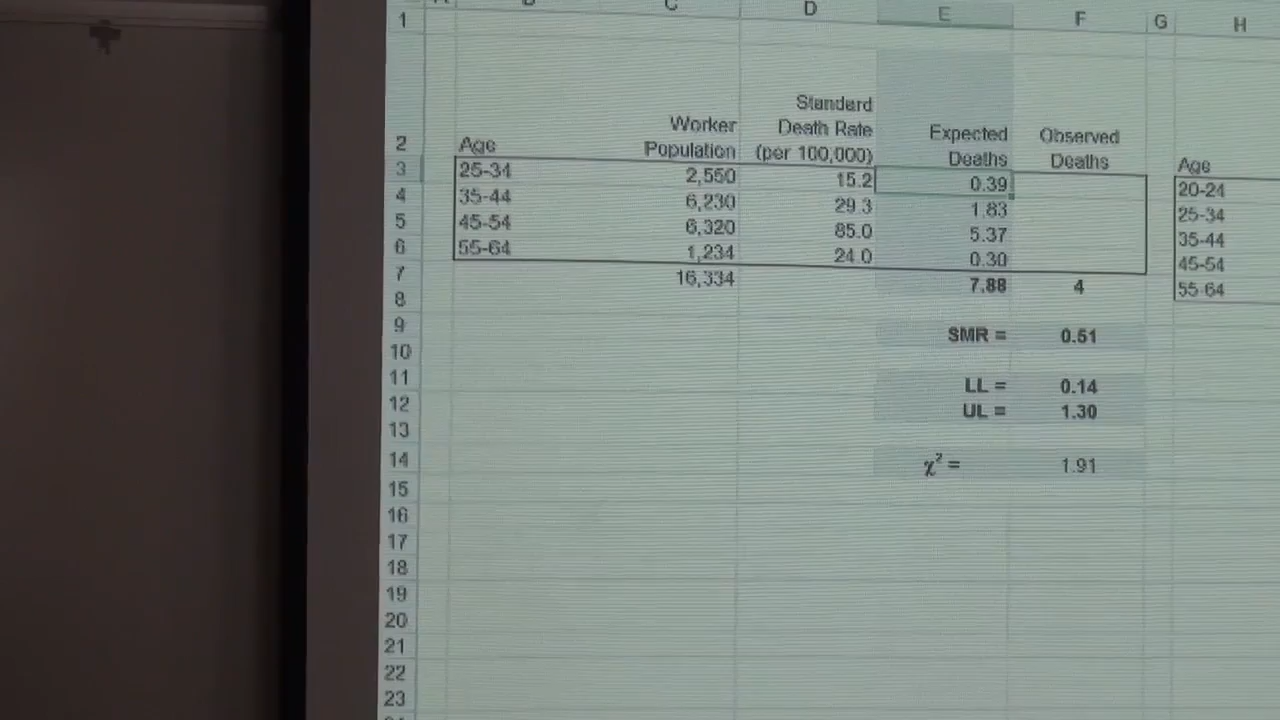 C D E F G H
1
Standard
Worker Death Rate Expected Observed
2 Age Population (per 100,000) Deaths Deaths Age
3 25-34 2,550 15.2 0.39 20-24
4 35-44 6,230 29.3 1.83 25-34
5 45-54 6,320 85.0 5.37 35-44
6 55-64 1,234 24.0 0.30 45-54
7 16,334 7.88 4 55-64
8
9 SMR = 0.51
10
11 LL = 0.14
12 UL = 1.30
13
14 χ² = 1.91
15
16
17
18
19
20
21
22
23